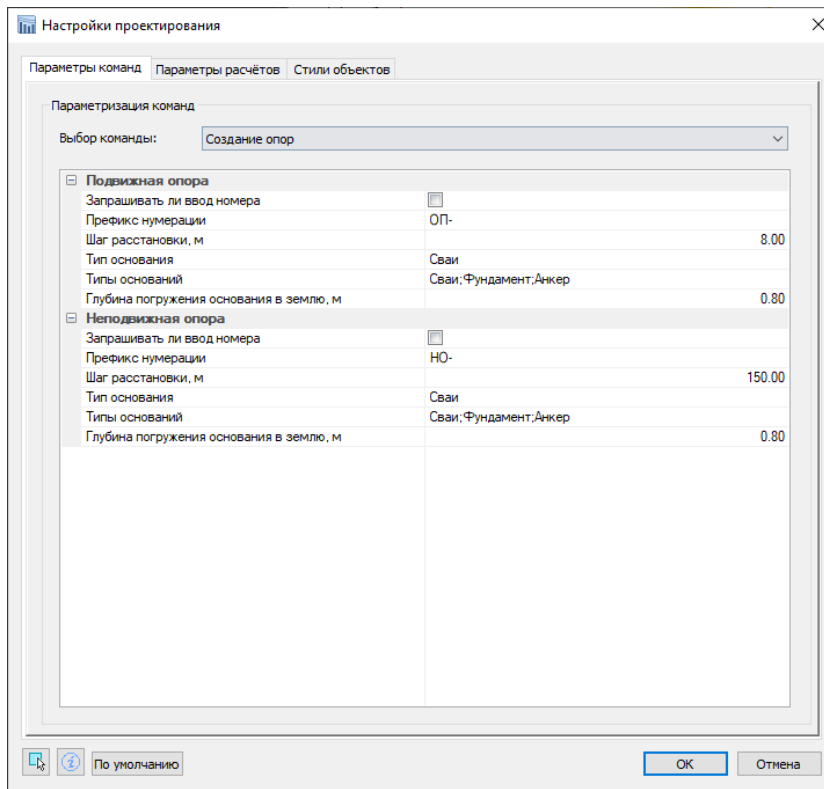 Настройки проектирования
Параметры команд Параметры расчётов Стили объектов
Параметризация команд
Выбор команды: Создание опор
Подвижная опора
Запрашивать ли ввод номера
Префикс нумерации ОП-
Шаг расстановки, м 8.00
Тип основания Сваи
Типы оснований Сваи;Фундамент;Анкер
Глубина погружения основания в землю, м 0.80
Неподвижная опора
Запрашивать ли ввод номера
Префикс нумерации НО-
Шаг расстановки, м 150.00
Тип основания Сваи
Типы оснований Сваи;Фундамент;Анкер
Глубина погружения основания в землю, м 0.80
По умолчанию ОК Отмена